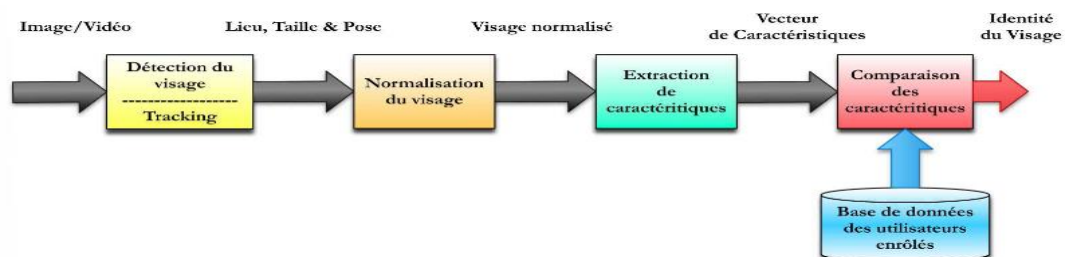 Image/Vidéo
Lieu, Taille & Pose
Visage normalisé
Vecteur
de Caractéristiques
Identité
du Visage
Détection du
visage
------------------
Tracking
Normalisation
du visage
Extraction
de
caractéritiques
Comparaison
des
caractéritiques
Base de données
des utilisateurs
enrôlés